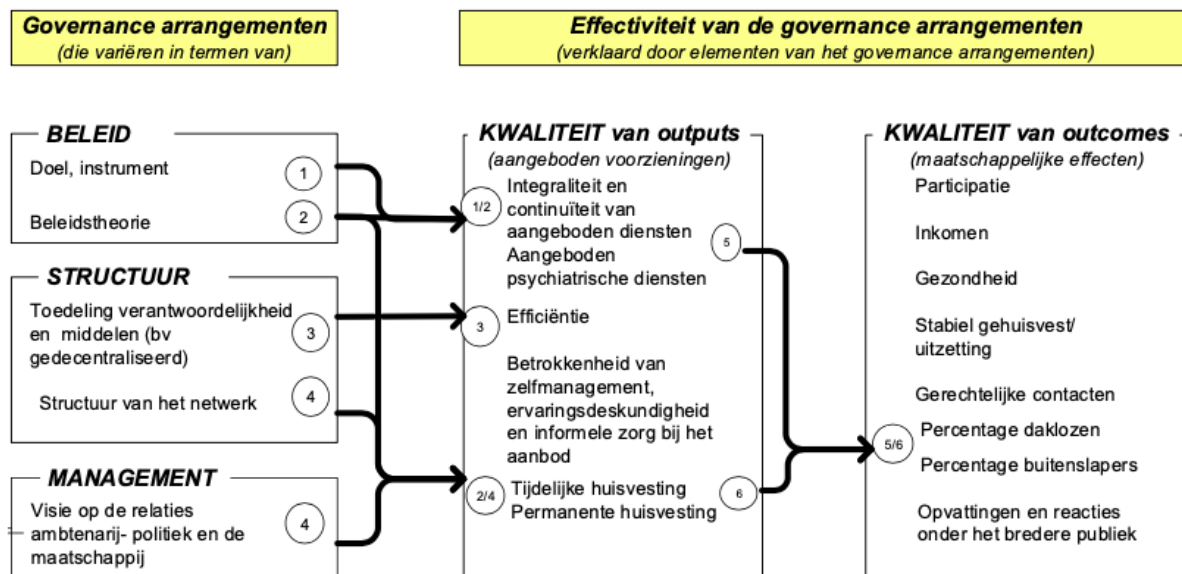 Governance arrangementen
(die variëren in termen van)
Effectiviteit van de governance arrangementen
(verklaard door elementen van het governance arrangementen)
BELEID
Doel, instrument
1
Beleidstheorie
2
STRUCTUUR
Toedeling verantwoordelijkheid
en middelen (bv
gedecentraliseerd)
3
Structuur van het netwerk
4
MANAGEMENT
Visie op de relaties
ambtenarij- politiek en de
maatschappij
4
KWALITEIT van outputs
(aangeboden voorzieningen)
1/2
Integraliteit en
continuïteit van
aangeboden diensten
Aangeboden
psychiatrische diensten
5
3
Efficiëntie
Betrokkenheid van
zelfmanagement,
ervaringsdeskundigheid
en informele zorg bij het
aanbod
2/4
Tijdelijke huisvesting
Permanente huisvesting
6
KWALITEIT van outcomes
(maatschappelijke effecten)
Participatie
Inkomen
Gezondheid
Stabiel gehuisvest/
uitzetting
Gerechtelijke contacten
5/6
Percentage daklozen
Percentage buitenslapers
Opvattingen en reacties
onder het bredere publiek